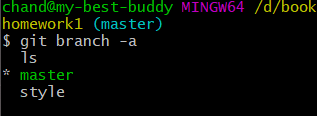 chand@my-best-buddy MINGW64 /d/book
homework1 (master)
$ git branch -a
  ls
* master
  style